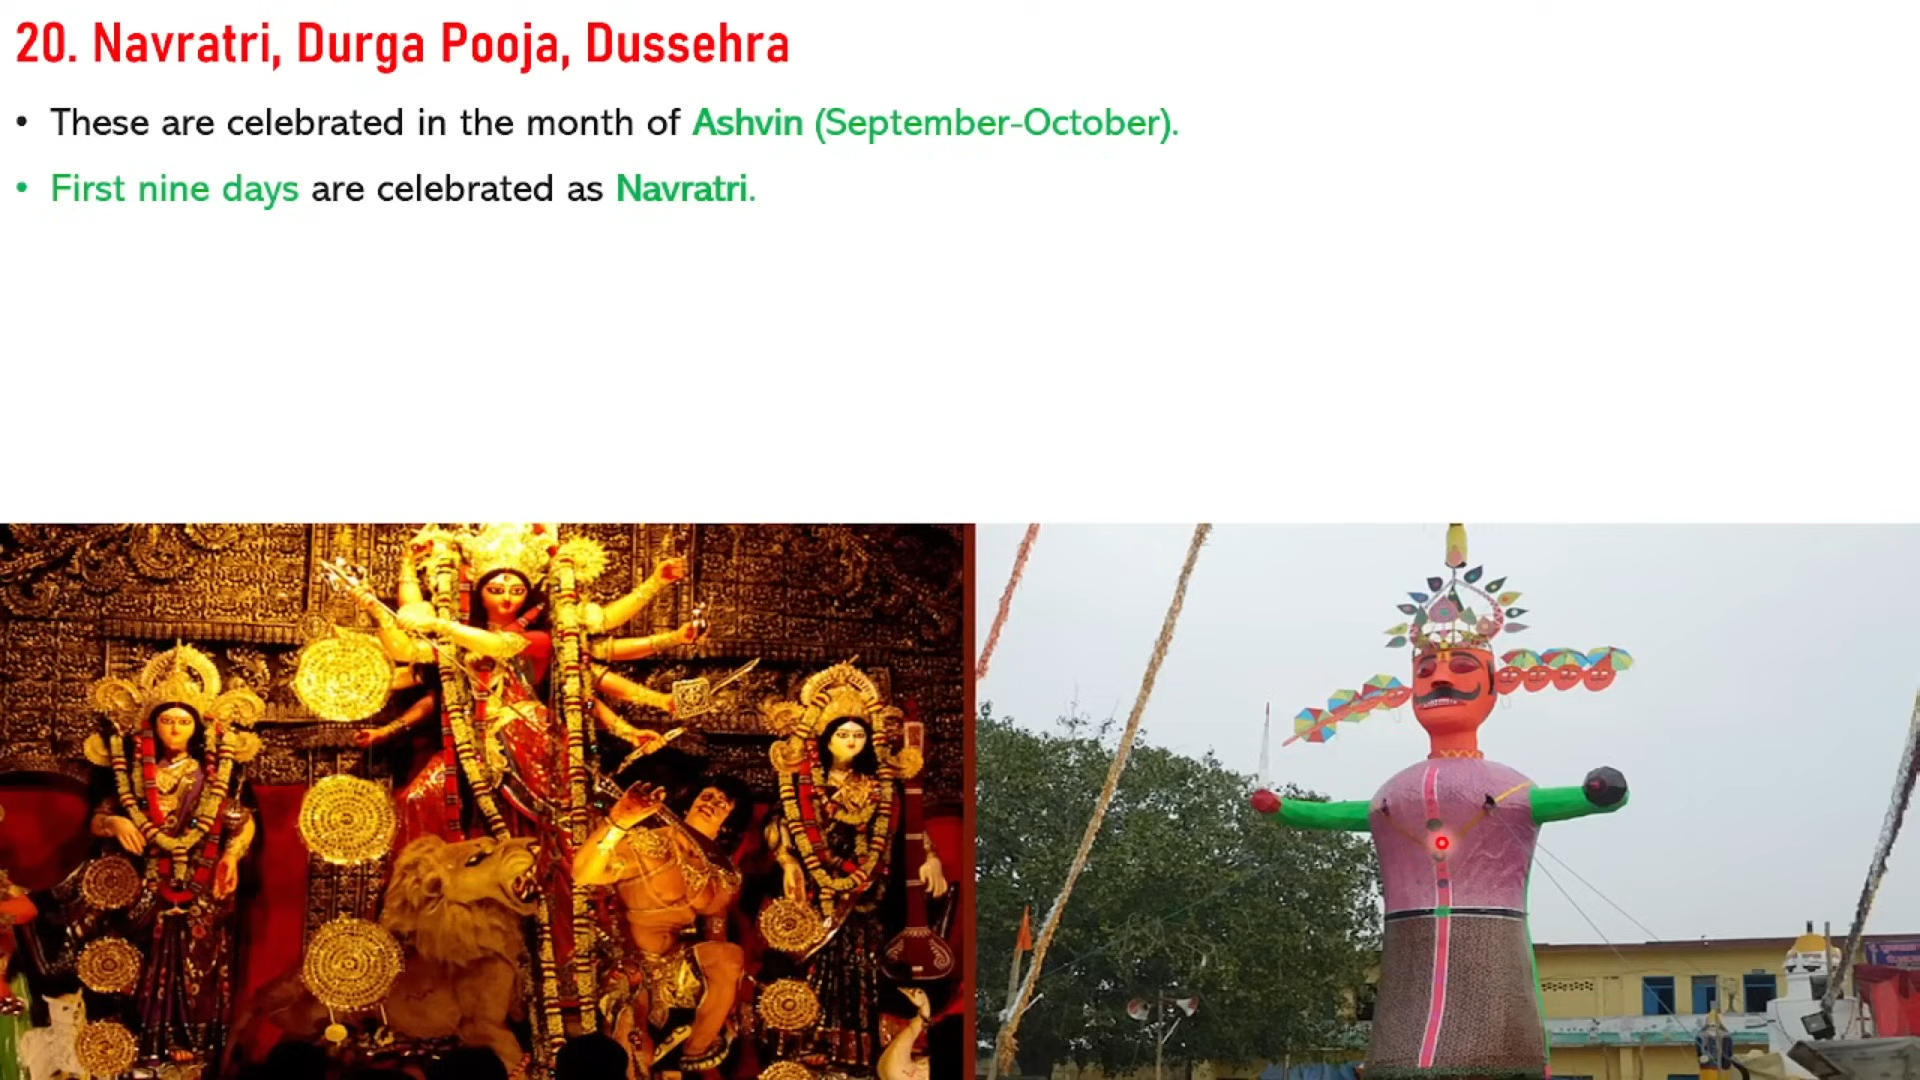 20. Navratri, Durga Pooja, Dussehra
• These are celebrated in the month of Ashvin (September-October).
• First nine days are celebrated as Navratri.